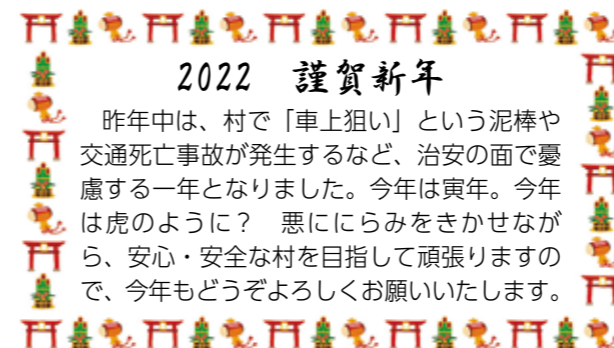 2022　謹賀新年
昨年中は、村で「車上狙い」という泥棒や
交通死亡事故が発生するなど、治安の面で憂
慮する一年となりました。今年は寅年。今年
は虎のように？　悪ににらみをきかせなが
ら、安心・安全な村を目指して頑張りますの
で、今年もどうぞよろしくお願いいたします。